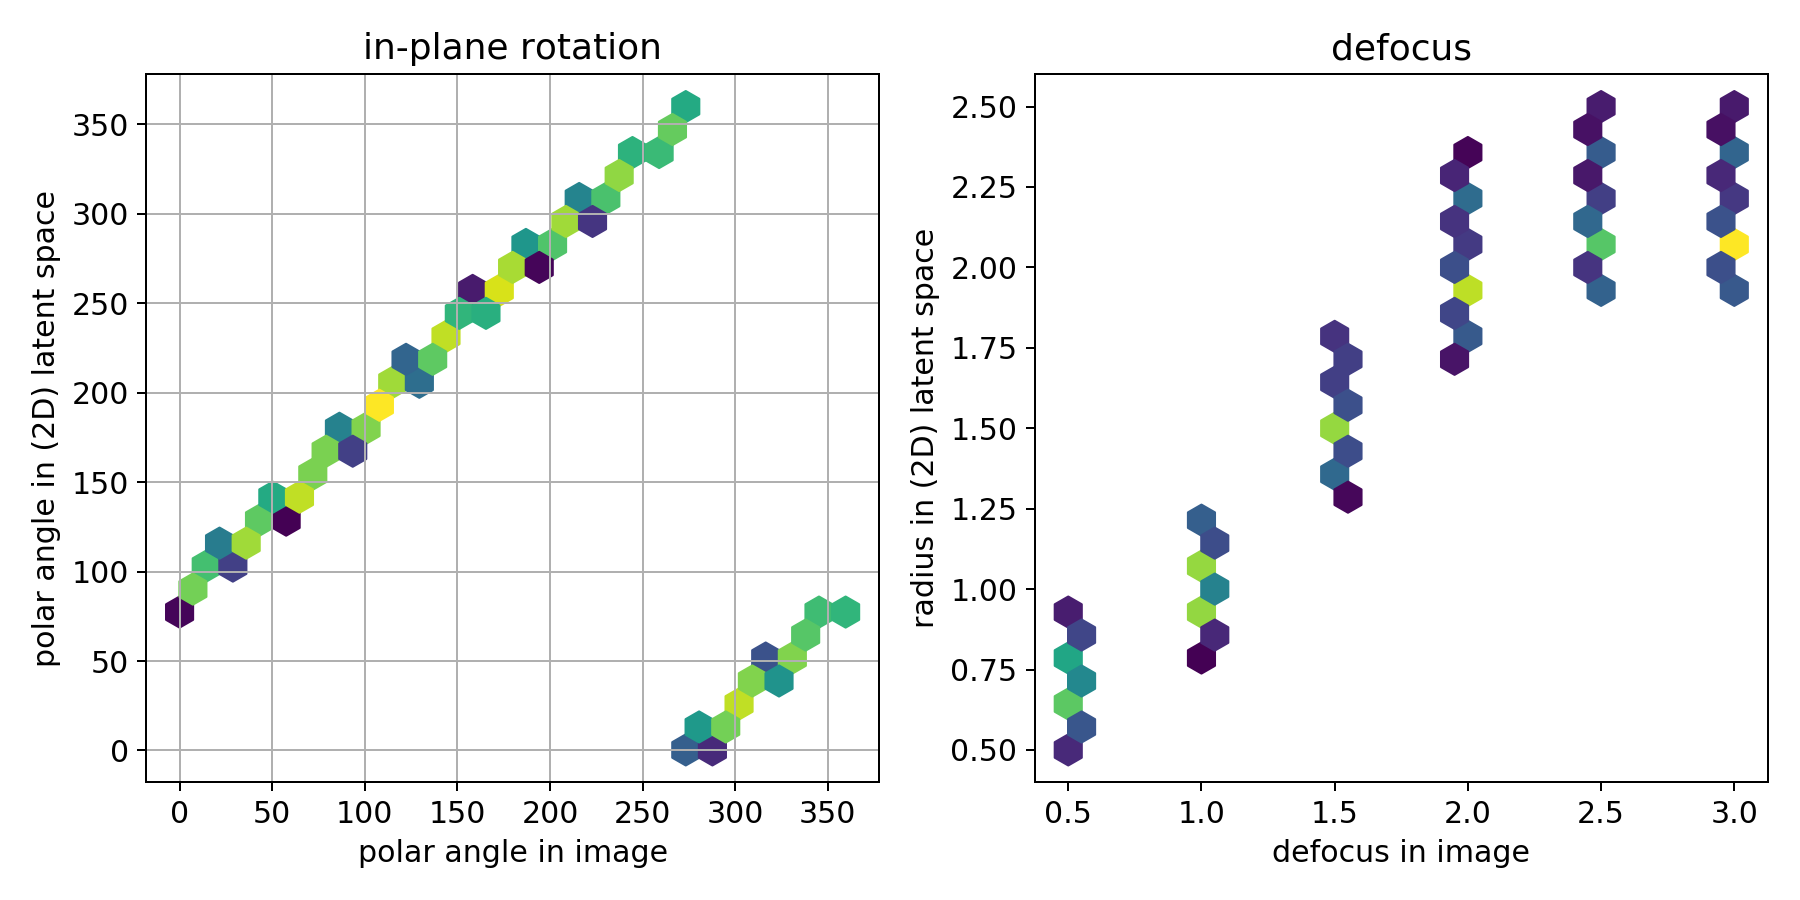 in-plane rotation
polar angle in (2D) latent space
350
300
250
200
150
100
50
0
0 50 100 150 200 250 300 350
polar angle in image
defocus
radius in (2D) latent space
2.50
2.25
2.00
1.75
1.50
1.25
1.00
0.75
0.50
0.5 1.0 1.5 2.0 2.5 3.0
defocus in image